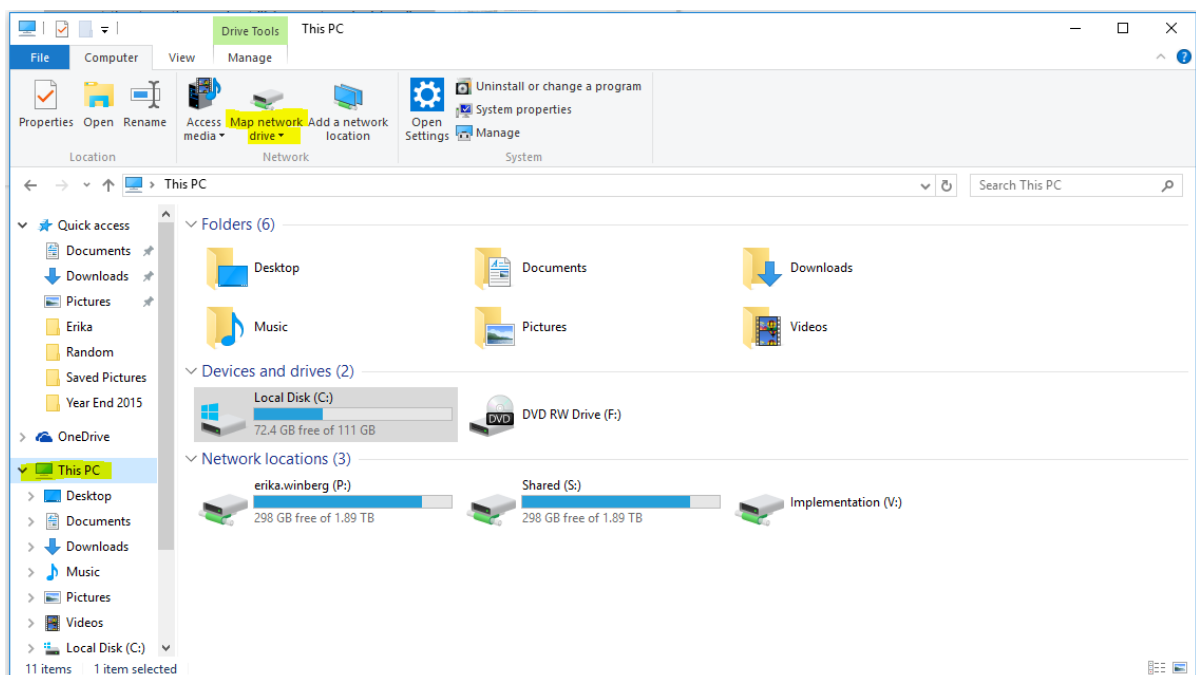 Drive Tools This PC
File Computer View Manage
Properties Open Rename Access media Map network drive Add a network location Open Settings
Uninstall or change a program
System properties
Manage
Location Network System
This PC Search This PC
Quick access
Documents
Downloads
Pictures
Erika
Random
Saved Pictures
Year End 2015
OneDrive
This PC
Desktop
Documents
Downloads
Music
Pictures
Videos
Local Disk (C:)
Folders (6)
Desktop Documents Downloads
Music Pictures Videos
Devices and drives (2)
Local Disk (C:)
72.4 GB free of 111 GB
DVD
DVD RW Drive (F:)
Network locations (3)
erika.winberg (P:)
298 GB free of 1.89 TB
Shared (S:)
298 GB free of 1.89 TB
Implementation (V:)
11 items 1 item selected